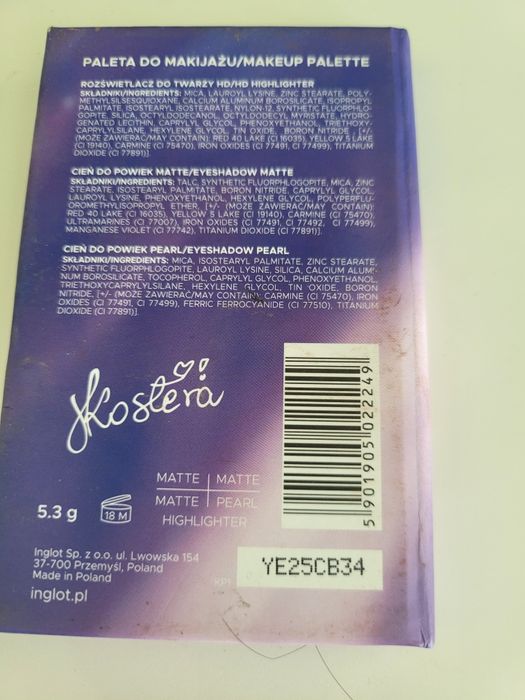 PALETA DO MAKIJAŻU/MAKEUP PALETTE
ROZŚWIETLACZ DO TWARZY HD/HD HIGHLIGHTER
SKŁADNIKI/INGREDIENTS: MICA, LAUROYL LYSINE, ZINC STEARATE, POLY-
METHYLSILSESQUIOXANE, CALCIUM ALUMINUM BOROSILICATE, ISOPROPYL
PALMITATE, ISOSTEARYL ISOSTEARATE, NYLON-12, SYNTHETIC FLUORPHLO-
GOPITE, SILICA, OCTYLDODECANOL, OCTYLDODECYL MYRISTATE, HYDRO-
GENATED LECITHIN, CAPRYLYL GLYCOL, PHENOXYETHANOL, TRIETHOXY-
CAPRYLYLSILANE, HEXYLENE GLYCOL, TIN OXIDE, BORON NITRIDE, [+/-
(MOŻE ZAWIERAĆ/MAY CONTAIN): RED 40 LAKE (CI 16035), YELLOW 5 LAKE
(CI 19140), CARMINE (CI 75470), IRON OXIDES (CI 77491, CI 77499), TITANIUM
DIOXIDE (CI 77891)].
CIEŃ DO POWIEK MATTE/EYESHADOW MATTE
SKŁADNIKI/INGREDIENTS: TALC, SYNTHETIC FLUORPHLOGOPITE, MICA, ZINC
STEARATE, ISOSTEARYL PALMITATE, BORON NITRIDE, CAPRYLYL GLYCOL,
LAUROYL LYSINE, PHENOXYETHANOL, HEXYLENE GLYCOL, POLYPERFLU-
OROMETHYLISOPROPYL ETHER, [+/- (MOŻE ZAWIERAĆ/MAY CONTAIN):
RED 40 LAKE (CI 16035), YELLOW 5 LAKE (CI 19140), CARMINE (CI 75470),
ULTRAMARINES (CI 77007), IRON OXIDES (CI 77491, CI 77492, CI 77499),
MANGANESE VIOLET (CI 77742), TITANIUM DIOXIDE (CI 77891)].
CIEŃ DO POWIEK PEARL/EYESHADOW PEARL
SKŁADNIKI/INGREDIENTS: MICA, ISOSTEARYL PALMITATE, ZINC STEARATE,
SYNTHETIC FLUORPHLOGOPITE, LAUROYL LYSINE, SILICA, CALCIUM ALUMI-
NUM BOROSILICATE, TOCOPHEROL, CAPRYLYL GLYCOL, PHENOXYETHANOL,
TRIETHOXYCAPRYLYLSILANE, HEXYLENE GLYCOL, TIN OXIDE, BORON
NITRIDE, [+/- (MOŻE ZAWIERAĆ/MAY CONTAIN): CARMINE (CI 75470), IRON
OXIDES (CI 77491, CI 77499), FERRIC FERROCYANIDE (CI 77510), TITANIUM
DIOXIDE (CI 77891)].
Kostera
MATTE MATTE
MATTE PEARL
HIGHLIGHTER
5.3 g
18 M
5 901905 022249
Inglot Sp. z o.o. ul. Lwowska 154
37-700 Przemyśl, Poland
Made in Poland
inglot.pl
YE25CB34